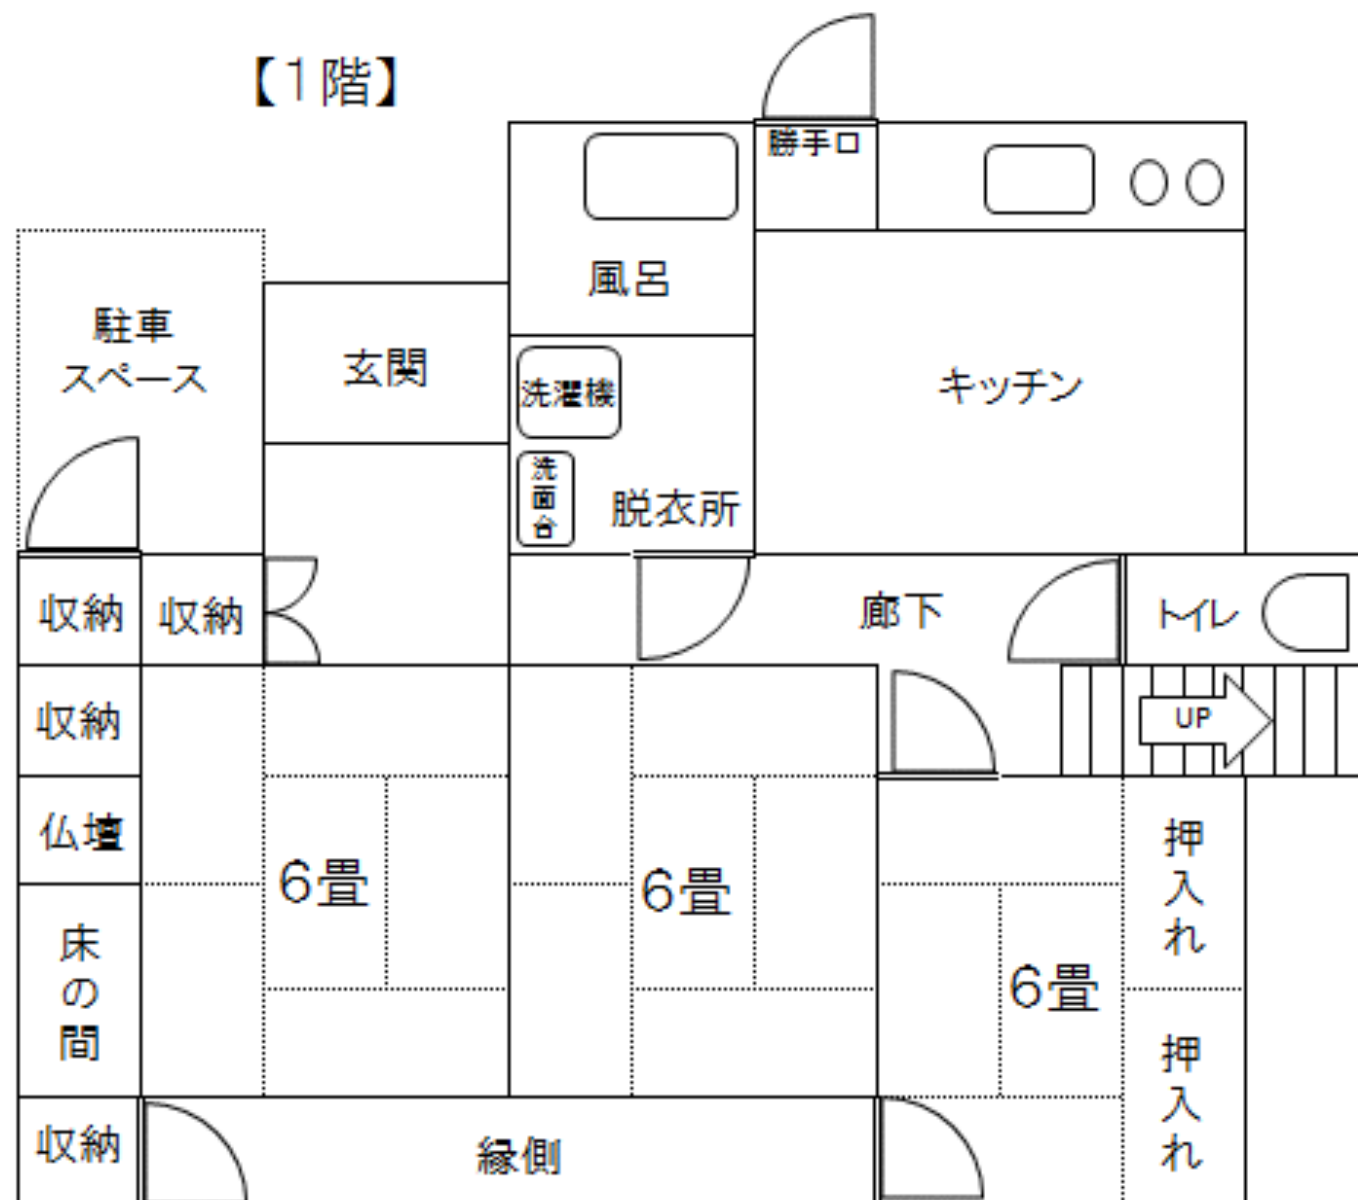 【1階】
勝手口
風呂
駐車
スペース
玄関
洗濯機
キッチン
洗面台
脱衣所
収納
収納
廊下
トイレ
収納
UP
仏壇
6畳
6畳
押入れ
床の間
6畳
押入れ
収納
縁側